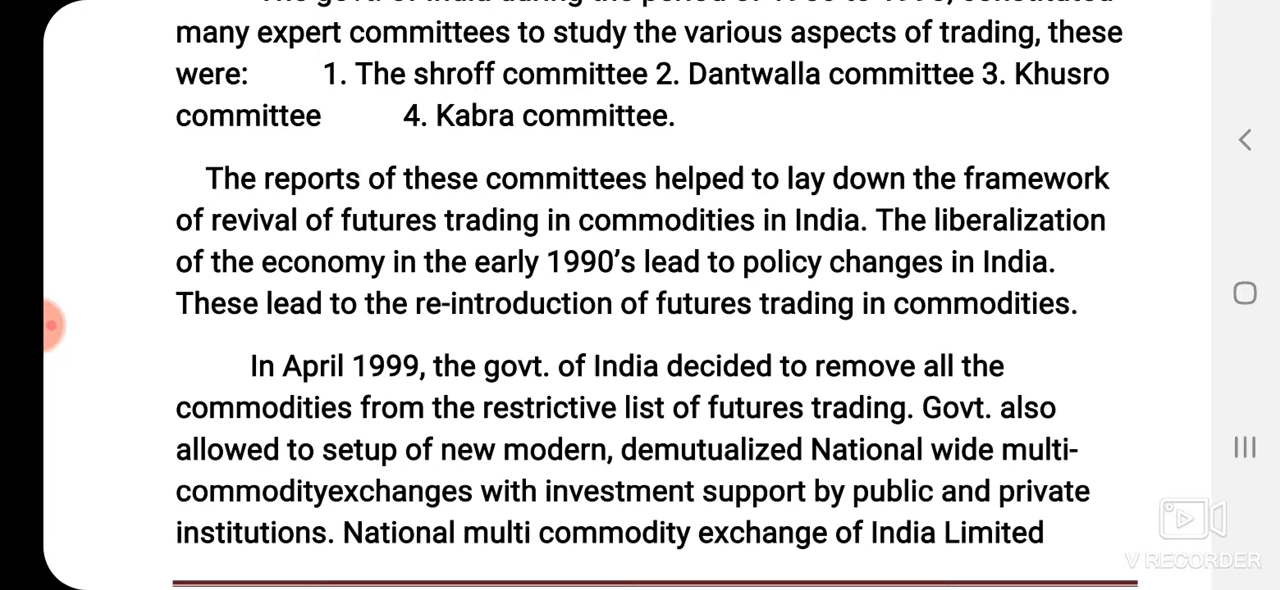 many expert committees to study the various aspects of trading, these
were: 1. The shroff committee 2. Dantwalla committee 3. Khusro
committee 4. Kabra committee.
The reports of these committees helped to lay down the framework
of revival of futures trading in commodities in India. The liberalization
of the economy in the early 1990’s lead to policy changes in India.
These lead to the re-introduction of futures trading in commodities.
In April 1999, the govt. of India decided to remove all the
commodities from the restrictive list of futures trading. Govt. also
allowed to setup of new modern, demutualized National wide multi-
commodityexchanges with investment support by public and private
institutions. National multi commodity exchange of India Limited
V RECORDER